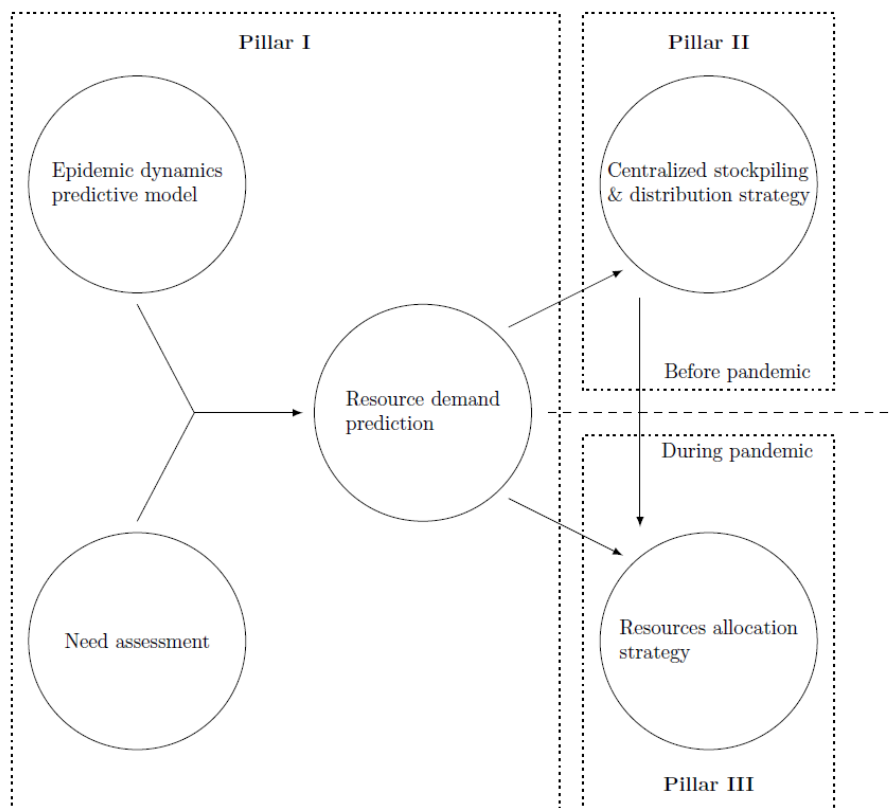 Pillar I
Pillar II
Epidemic dynamics
predictive model
Centralized stockpiling
& distribution strategy
Resource demand
prediction
Before pandemic
During pandemic
Need assessment
Resources allocation
strategy
Pillar III